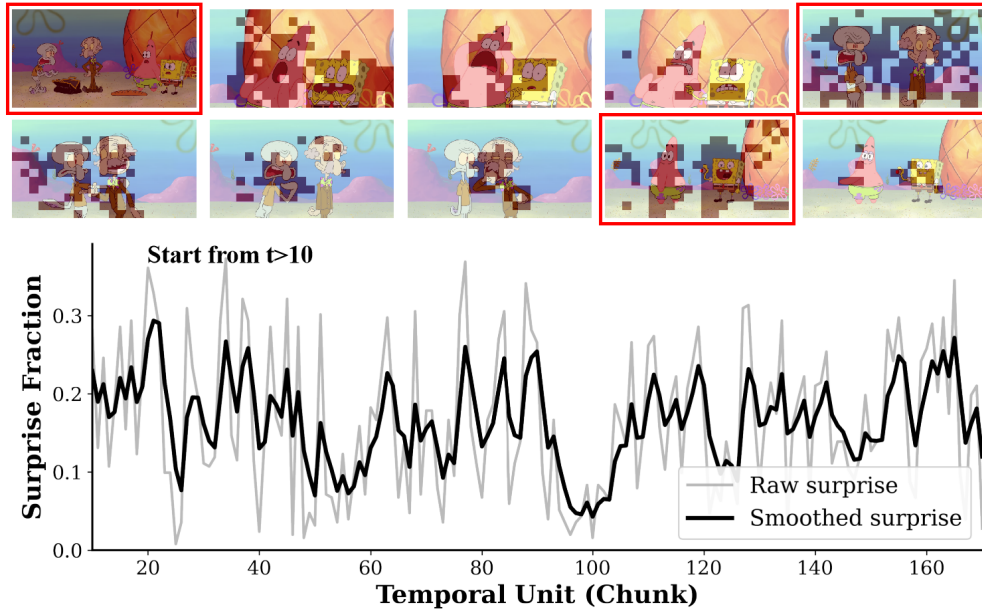 Start from t>10
Surprise Fraction
0.3
0.2
0.1
0.0
Raw surprise
Smoothed surprise
20 40 60 80 100 120 140 160
Temporal Unit (Chunk)